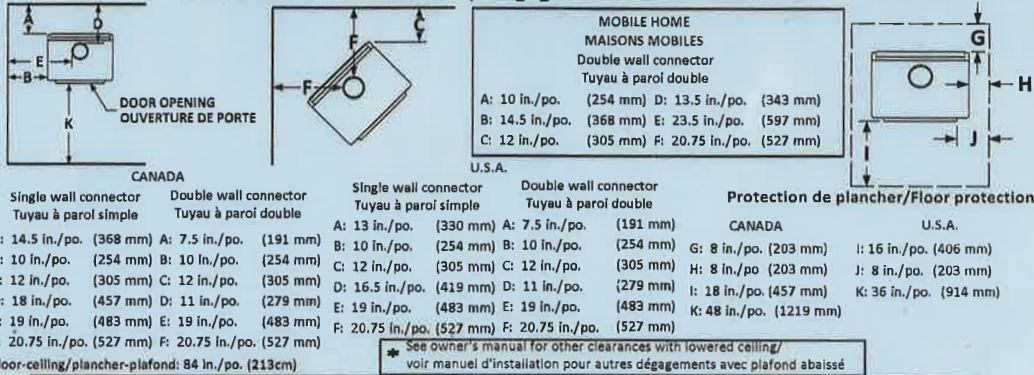 A
D
E
B
K
DOOR OPENING
OUVERTURE DE PORTE
F
C
F
MOBILE HOME
MAISONS MOBILES
Double wall connector
Tuyau à paroi double
A: 10 in./po. (254 mm) D: 13.5 in./po. (343 mm)
B: 14.5 in./po. (368 mm) E: 23.5 in./po. (597 mm)
C: 12 in./po. (305 mm) F: 20.75 in./po. (527 mm)
G
H
I
J
CANADA
Single wall connector Double wall connector
Tuyau à paroi simple Tuyau à paroi double
: 14.5 in./po. (368 mm) A: 7.5 in./po. (191 mm)
: 10 in./po. (254 mm) B: 10 in./po. (254 mm)
: 12 in./po. (305 mm) C: 12 in./po. (305 mm)
: 18 in./po. (457 mm) D: 11 in./po. (279 mm)
: 19 in./po. (483 mm) E: 19 in./po. (483 mm)
: 20.75 in./po. (527 mm) F: 20.75 in./po. (527 mm)
oor-ceiling/plancher-plafond: 84 in./po. (213cm)
U.S.A.
Single wall connector Double wall connector
Tuyau à paroi simple Tuyau à paroi double
A: 13 in./po. (330 mm) A: 7.5 in./po. (191 mm)
B: 10 in./po. (254 mm) B: 10 in./po. (254 mm)
C: 12 in./po. (305 mm) C: 12 in./po. (305 mm)
D: 16.5 in./po. (419 mm) D: 11 in./po. (279 mm)
E: 19 in./po. (483 mm) E: 19 in./po. (483 mm)
F: 20.75 in./po. (527 mm) F: 20.75 in./po. (527 mm)
Protection de plancher/Floor protection
CANADA U.S.A.
G: 8 in./po. (203 mm) I: 16 in./po. (406 mm)
H: 8 in./po (203 mm) J: 8 in./po. (203 mm)
I: 18 in./po. (457 mm) K: 36 in./po. (914 mm)
K: 48 in./po. (1219 mm)
* See owner's manual for other clearances with lowered ceiling/
voir manuel d'installation pour autres dégagements avec plafond abaissé